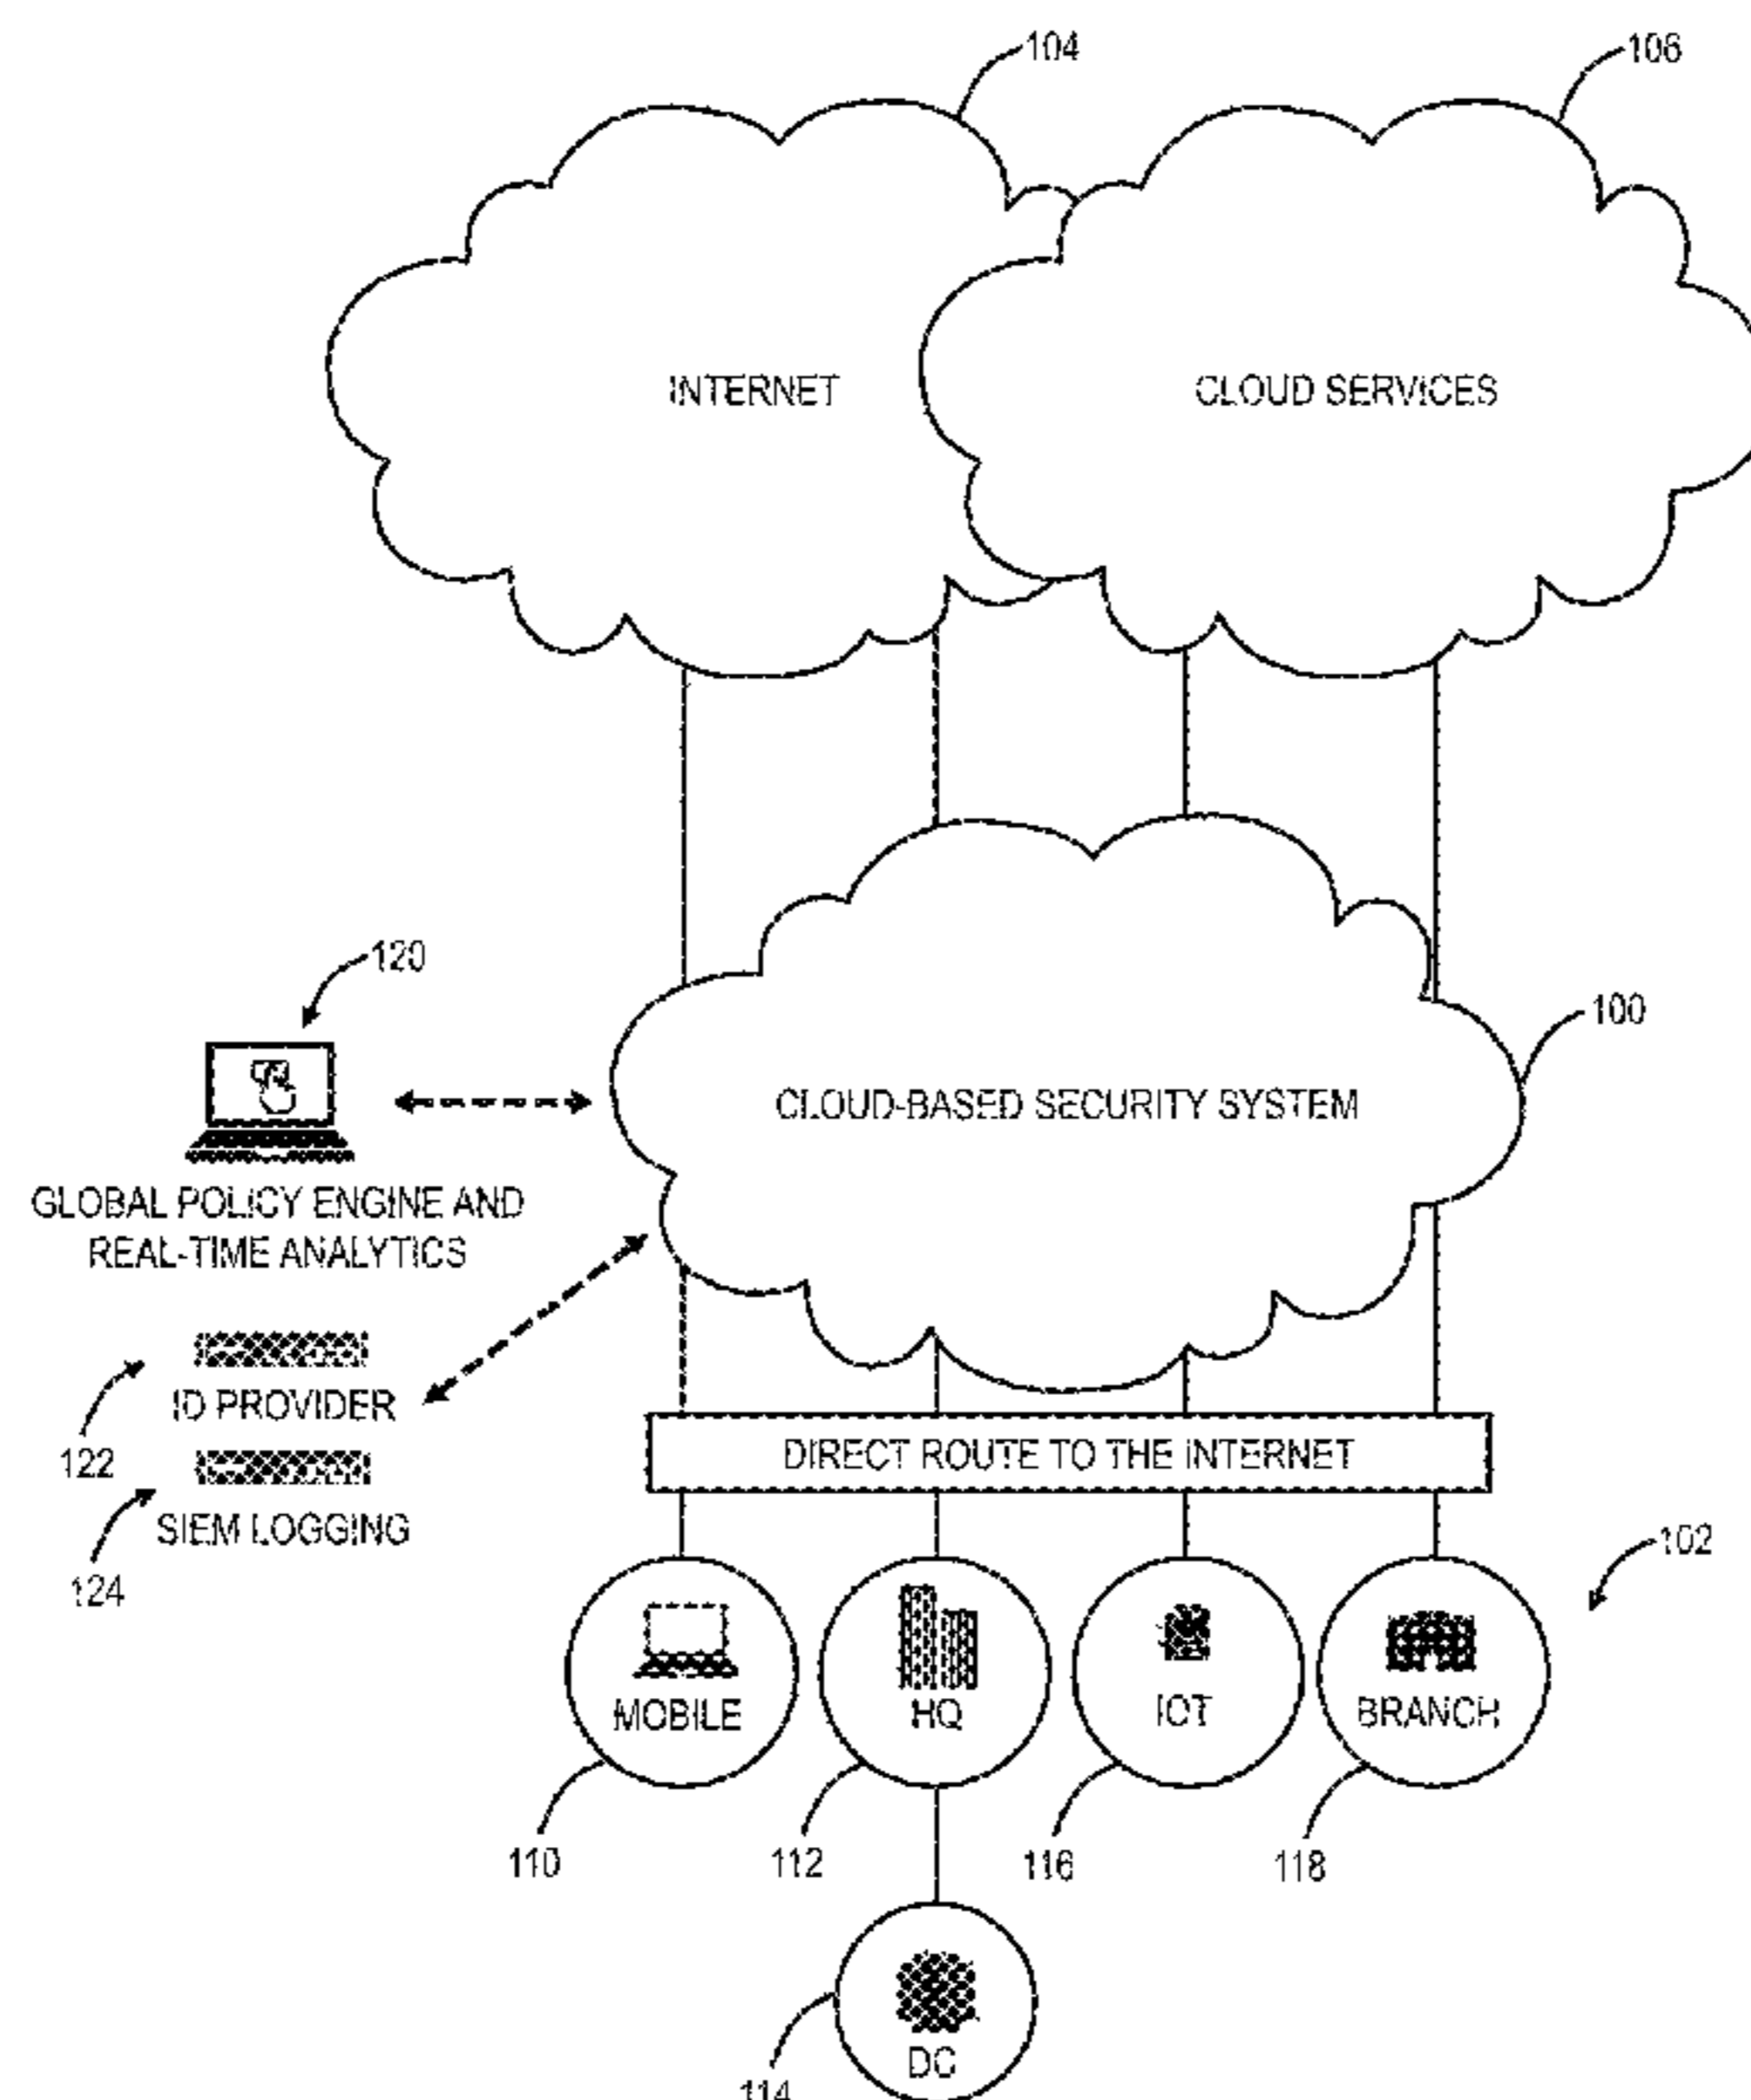 104
106
INTERNET
CLOUD SERVICES
120
100
CLOUD-BASED SECURITY SYSTEM
GLOBAL POLICY ENGINE AND
REAL-TIME ANALYTICS
ID PROVIDER
122
DIRECT ROUTE TO THE INTERNET
SIEM LOGGING
124
102
MOBILE
HQ
IOT
BRANCH
110
112
116
118
DC
114